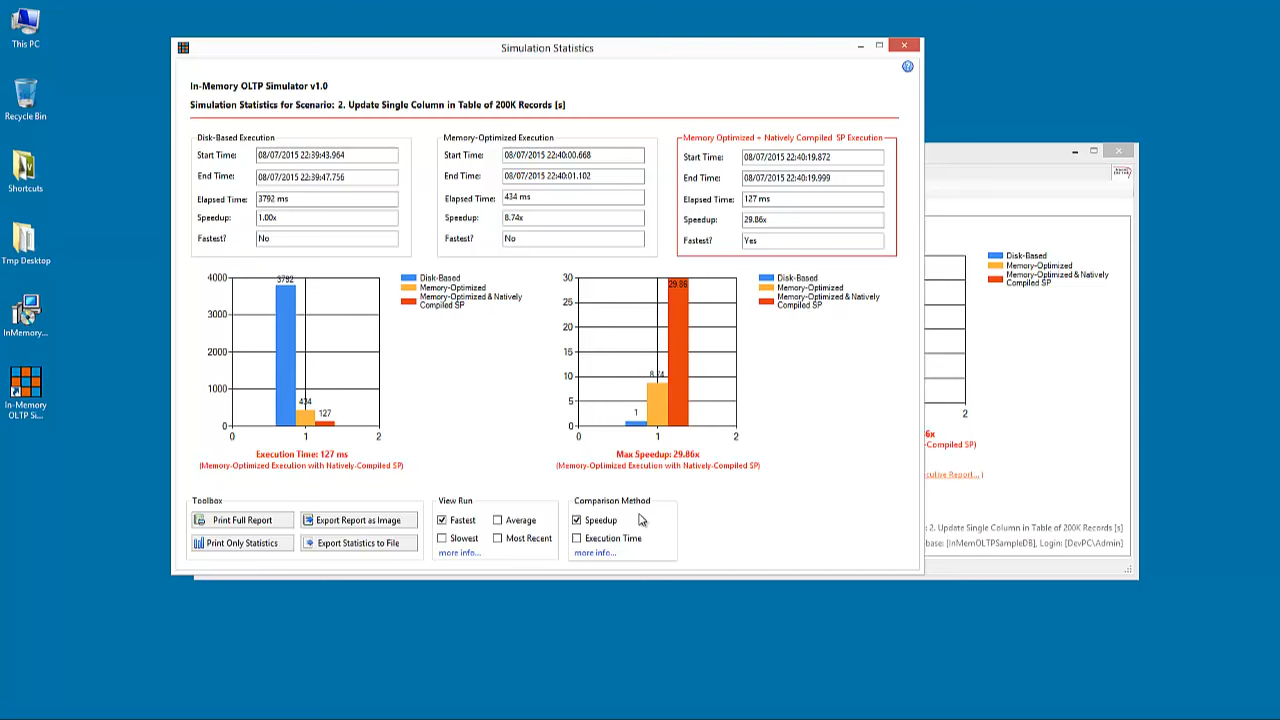 This PC
Recycle Bin
Shortcuts
Tmp Desktop
InMemory...
In-Memory
OLTP Si...
Simulation Statistics
In-Memory OLTP Simulator v1.0
Simulation Statistics for Scenario: 2. Update Single Column in Table of 200K Records [s]
Disk-Based Execution
Start Time: 08/07/2015 22:39:43.964
End Time: 08/07/2015 22:39:47.756
Elapsed Time: 3792 ms
Speedup: 1.00x
Fastest? No
Memory-Optimized Execution
Start Time: 08/07/2015 22:40:00.668
End Time: 08/07/2015 22:40:01.102
Elapsed Time: 434 ms
Speedup: 8.74x
Fastest? No
Memory Optimized + Natively Compiled SP Execution
Start Time: 08/07/2015 22:40:19.872
End Time: 08/07/2015 22:40:19.999
Elapsed Time: 127 ms
Speedup: 29.86x
Fastest? Yes
4000
3000
2000
1000
0
0 1 2
3792
434
127
Disk-Based
Memory-Optimized
Memory-Optimized & Natively
Compiled SP
Execution Time: 127 ms
(Memory-Optimized Execution with Natively-Compiled SP)
30
25
20
15
10
5
0
0 1 2
1
8.74
29.86
Disk-Based
Memory-Optimized
Memory-Optimized & Natively
Compiled SP
Max Speedup: 29.86x
(Memory-Optimized Execution with Natively-Compiled SP)
Toolbox
Print Full Report
Export Report as Image
Print Only Statistics
Export Statistics to File
View Run
Fastest
Average
Slowest
Most Recent
more info...
Comparison Method
Speedup
Execution Time
more info...
Disk-Based
Memory-Optimized
Memory-Optimized & Natively
Compiled SP
2
6x
Compiled SP)
cutive Report... )
: 2. Update Single Column in Table of 200K Records [s]
base: [InMemOLTPSampleDB], Login: [DevPC\Admin]